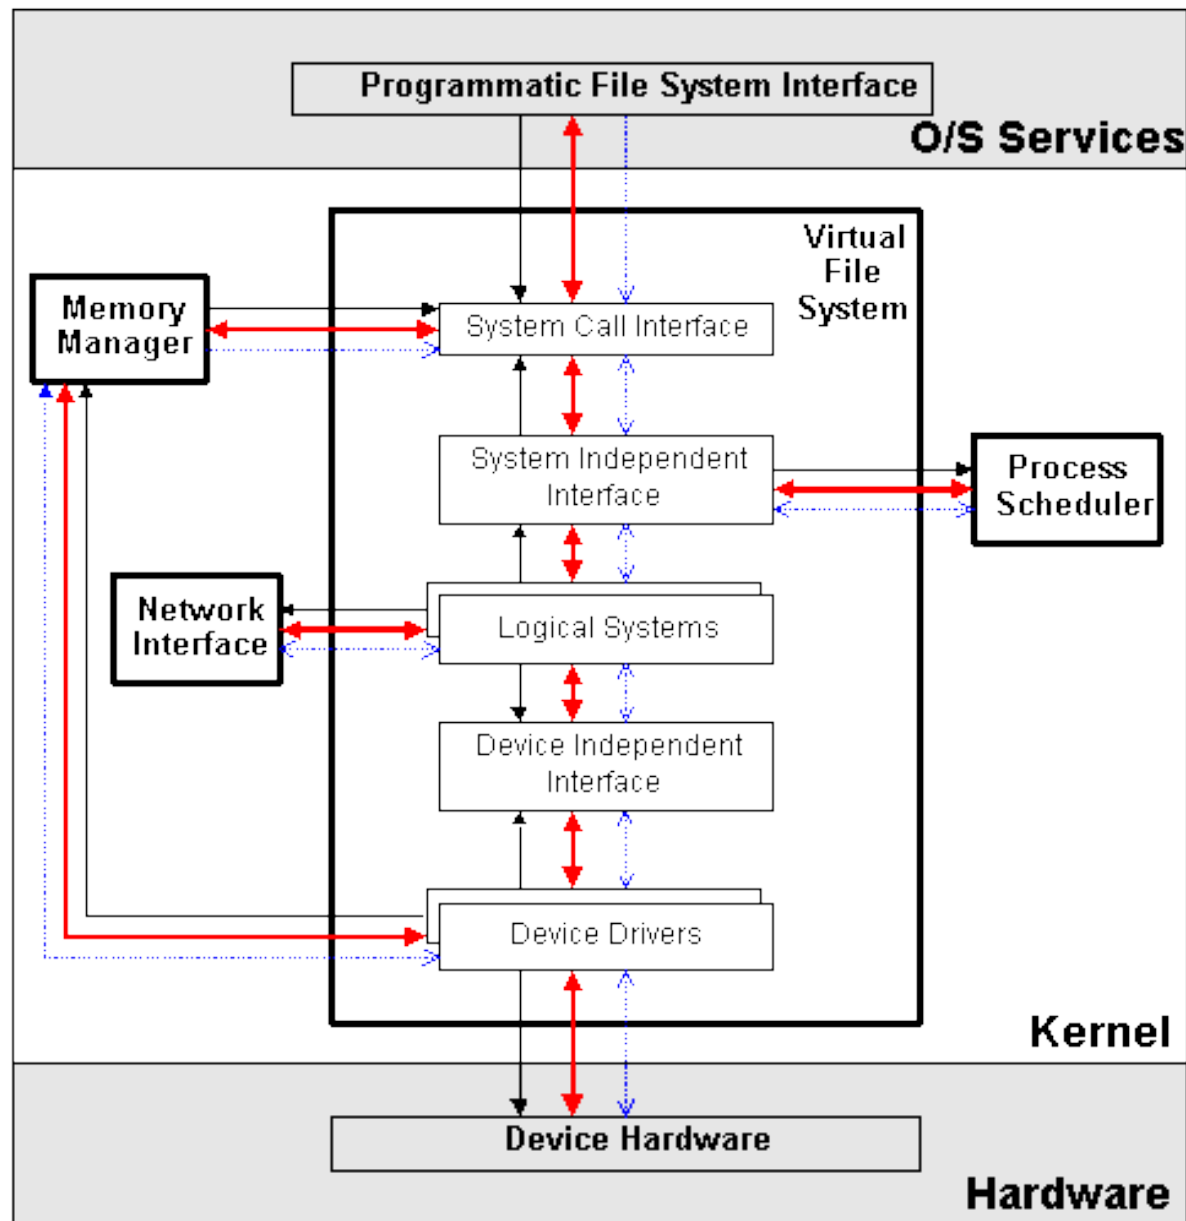 Programmatic File System Interface
O/S Services
Virtual
File
System
Memory
Manager
System Call Interface
System Independent
Interface
Process
Scheduler
Network
Interface
Logical Systems
Device Independent
Interface
Device Drivers
Kernel
Device Hardware
Hardware